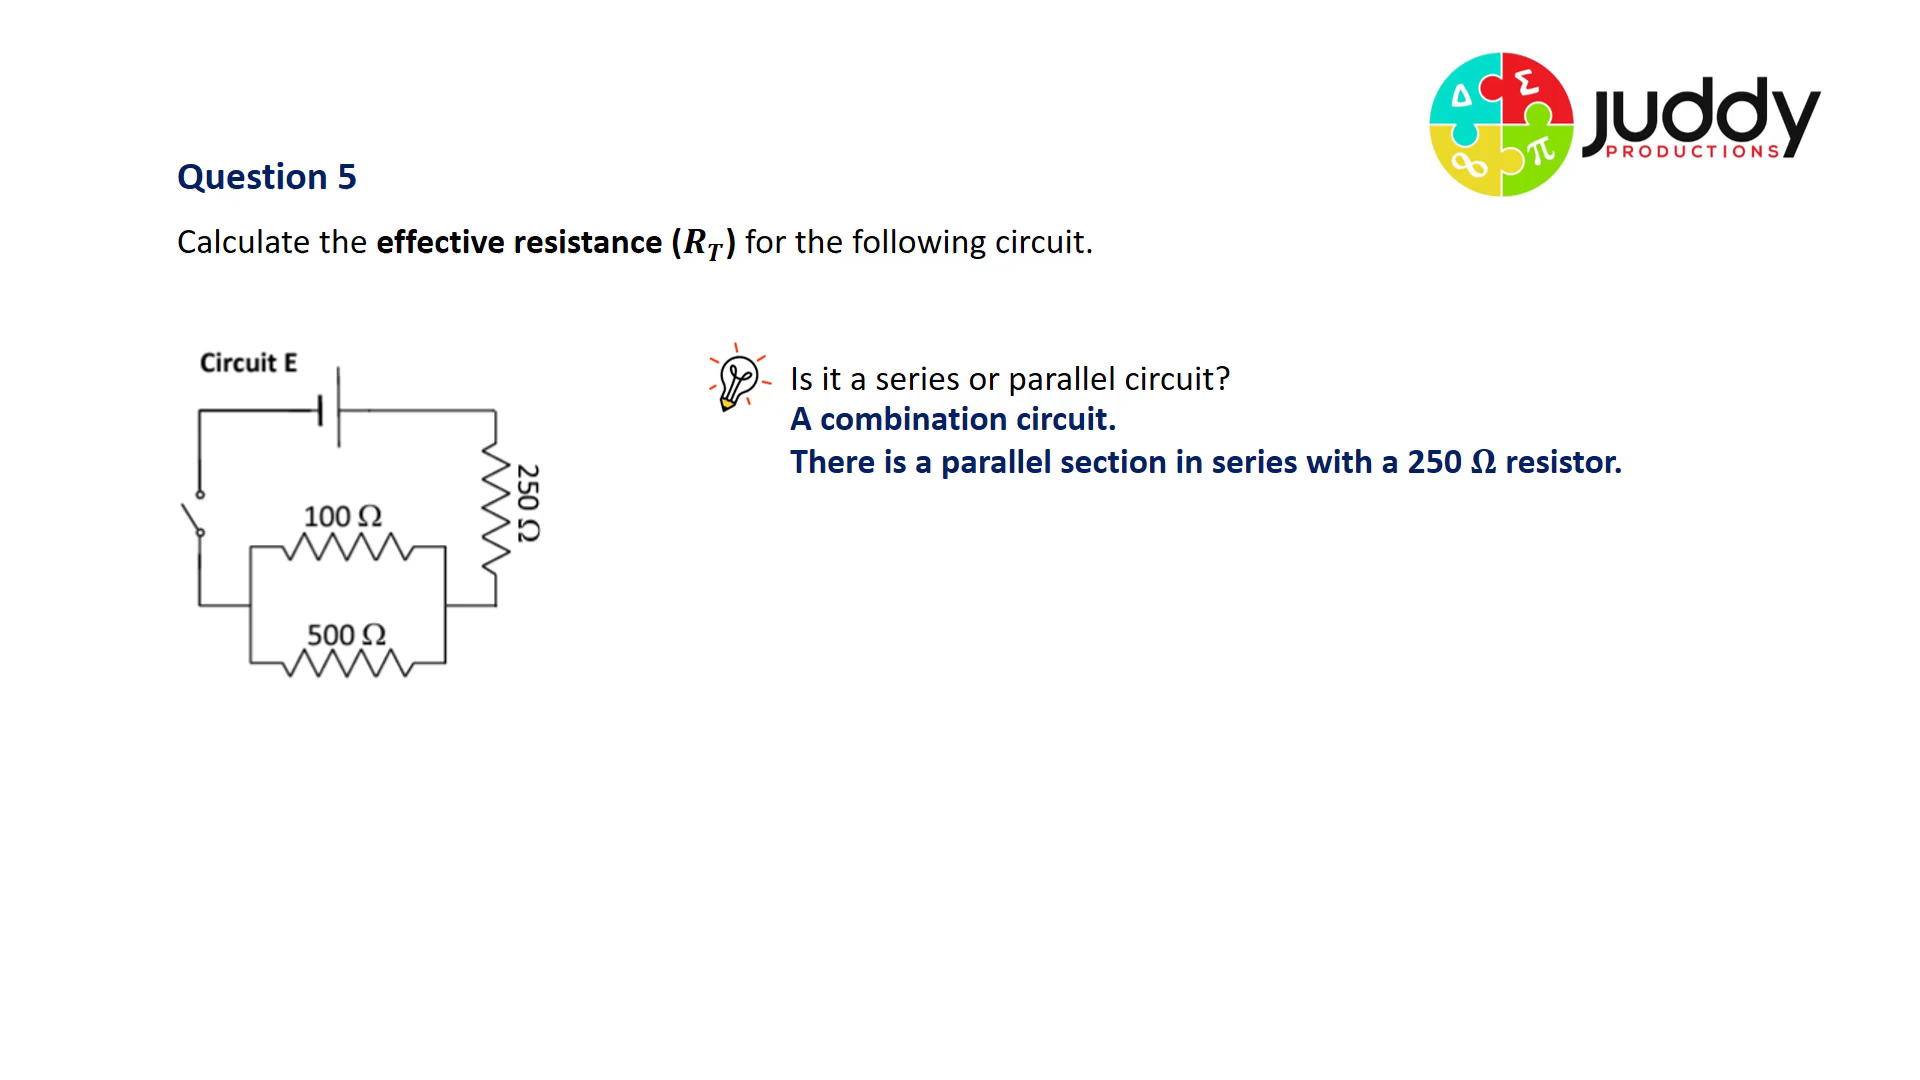 Δ Σ
∞ π
juddy
PRODUCTIONS
Question 5
Calculate the effective resistance (R_T) for the following circuit.
Circuit E
Is it a series or parallel circuit?
A combination circuit.
There is a parallel section in series with a 250 Ω resistor.
250 Ω
100 Ω
500 Ω